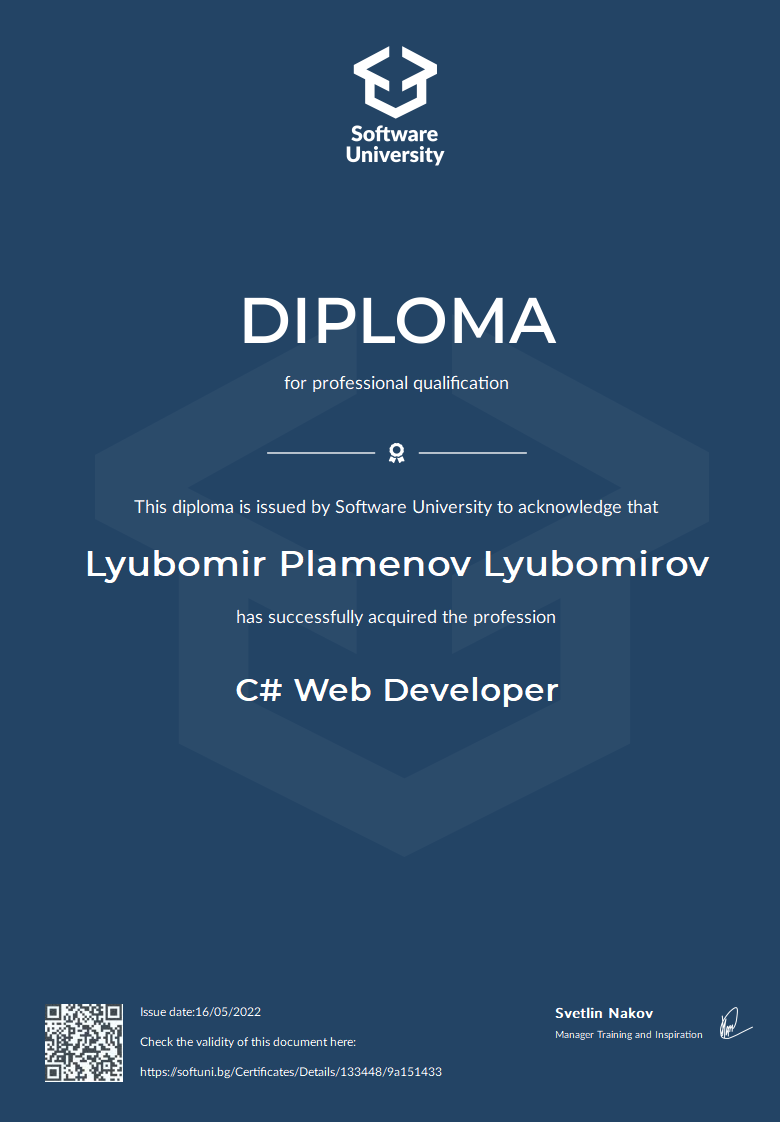 Software
University
DIPLOMA
for professional qualification
This diploma is issued by Software University to acknowledge that
Lyubomir Plamenov Lyubomirov
has successfully acquired the profession
C# Web Developer
Issue date:16/05/2022
Check the validity of this document here:
https://softuni.bg/Certificates/Details/133448/9a151433
Svetlin Nakov
Manager Training and Inspiration